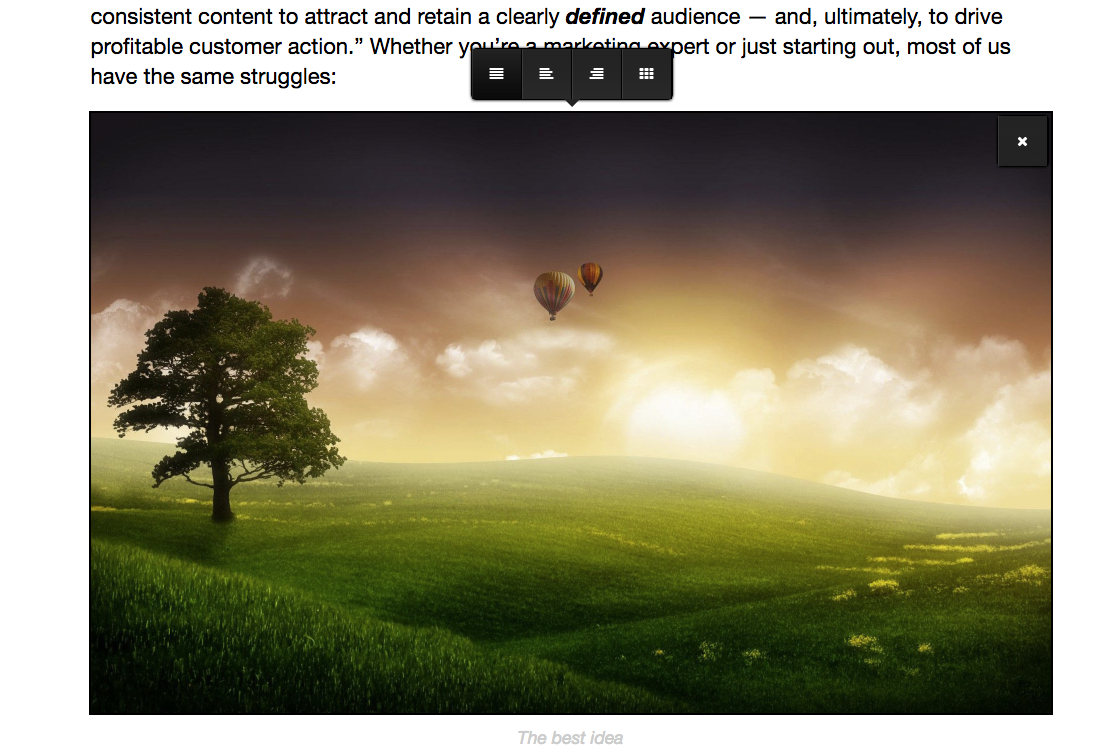 consistent content to attract and retain a clearly defined audience — and, ultimately, to drive
profitable customer action.” Whether you’re a marketing expert or just starting out, most of us
have the same struggles:
The best idea